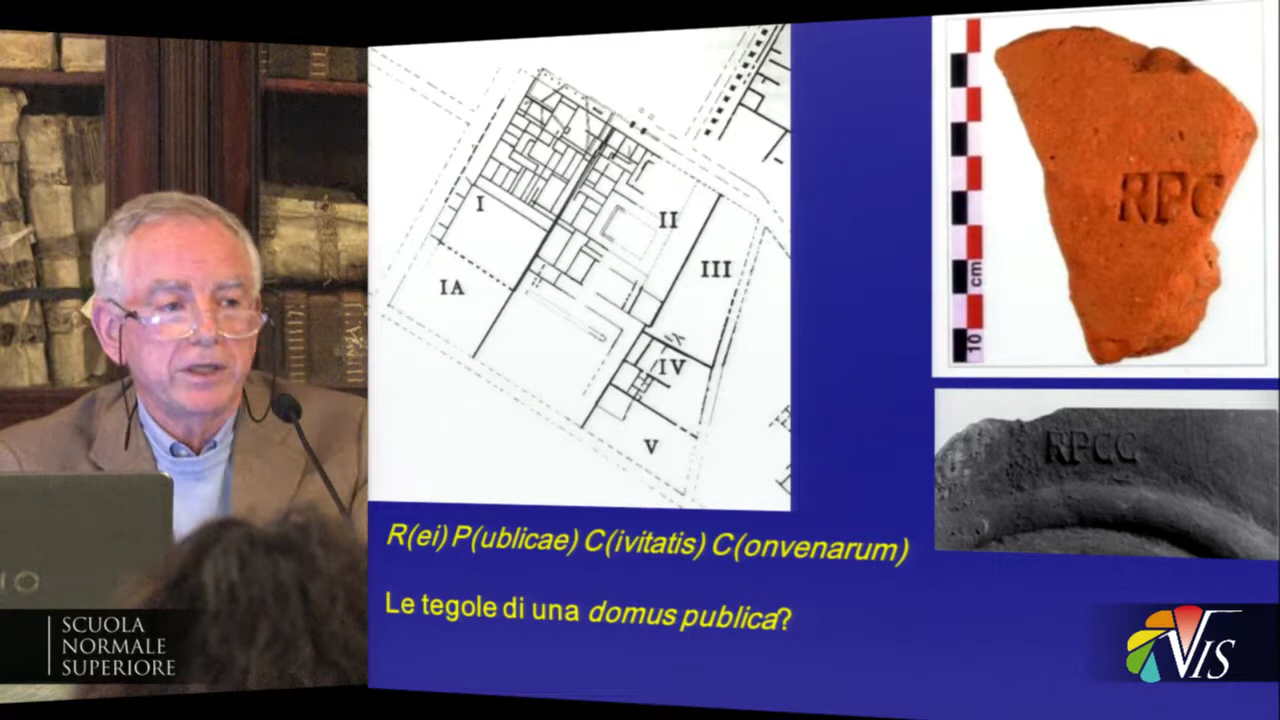 I
II
III
IA
IV
V
RPC
cm
10
RPCC
R(ei) P(ublicae) C(ivitatis) C(onvenarum)
Le tegole di una domus publica?
SCUOLA
NORMALE
SUPERIORE
VIS